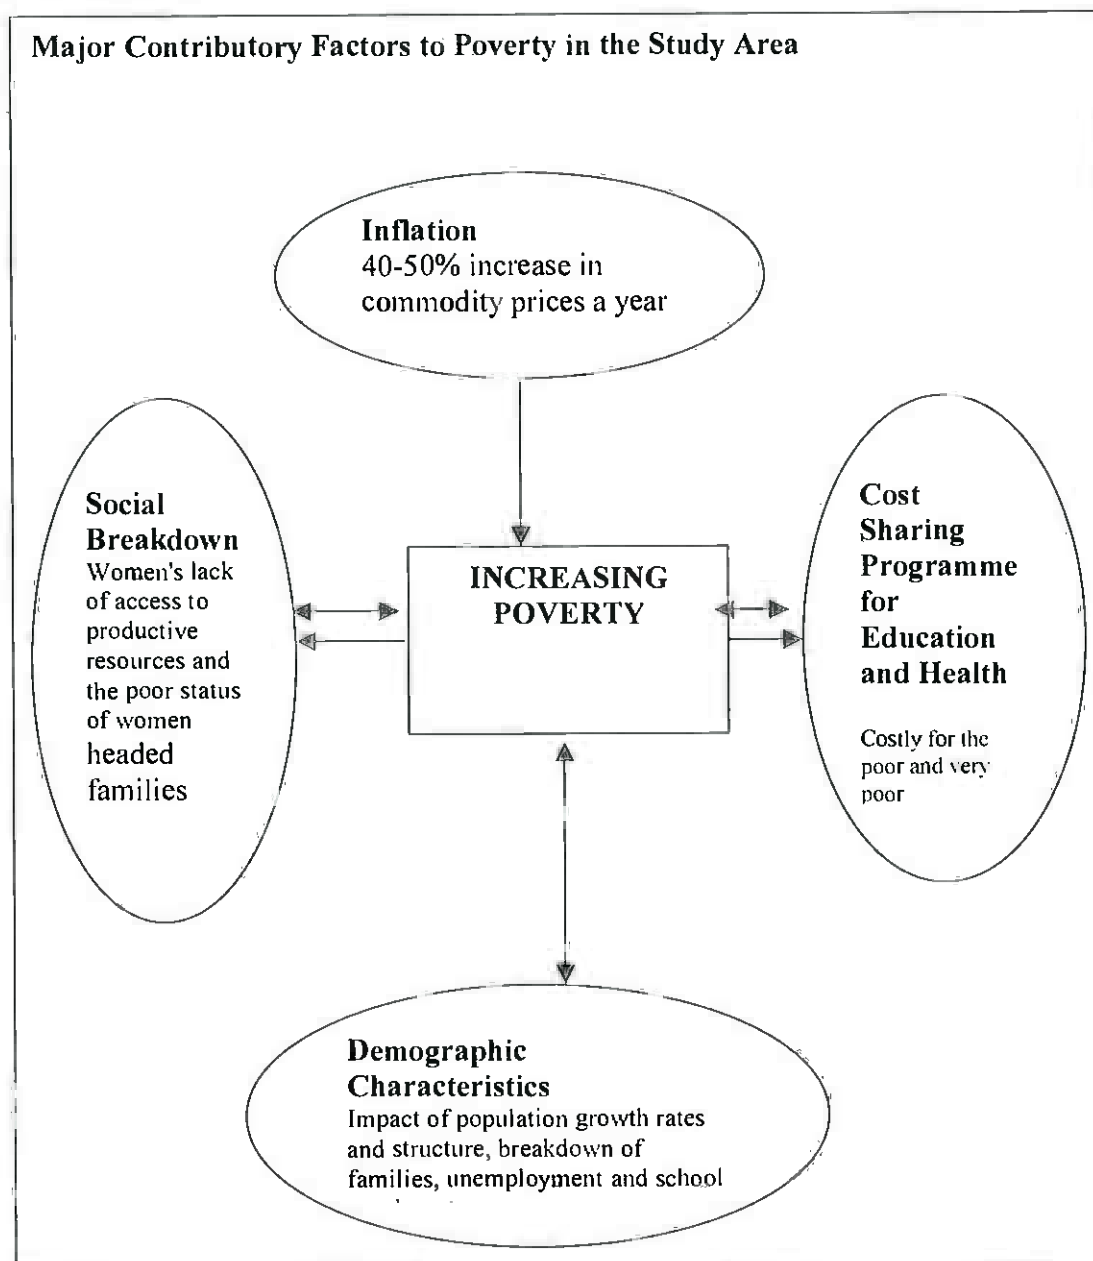 Major Contributory Factors to Poverty in the Study Area
Inflation
40-50% increase in
commodity prices a year
Social
Breakdown
Women's lack
of access to
productive
resources and
the poor status
of women
headed
families
INCREASING
POVERTY
Cost
Sharing
Programme
for
Education
and Health
Costly for the
poor and very
poor
Demographic
Characteristics
Impact of population growth rates
and structure, breakdown of
families, unemployment and school